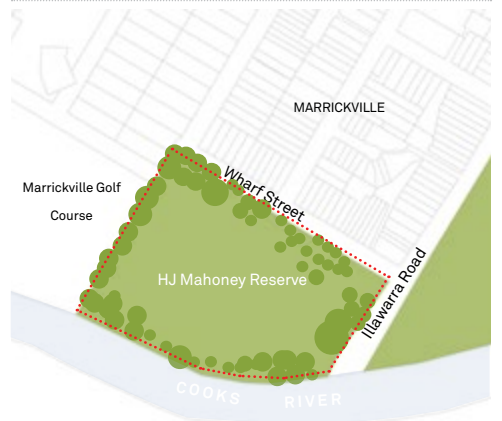 MARRICKVILLE
Marrickville Golf
Course
Wharf Street
HJ Mahoney Reserve
Illawarra Road
COOKS RIVER